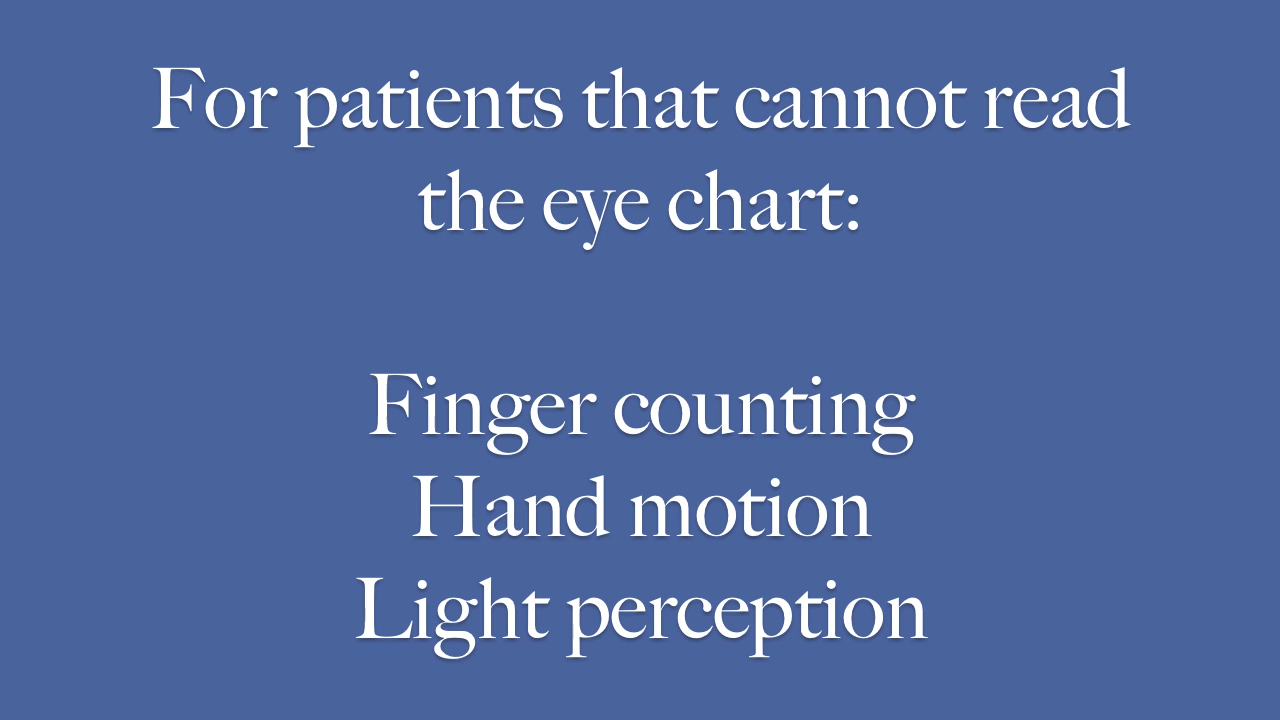 For patients that cannot read
the eye chart:
Finger counting
Hand motion
Light perception